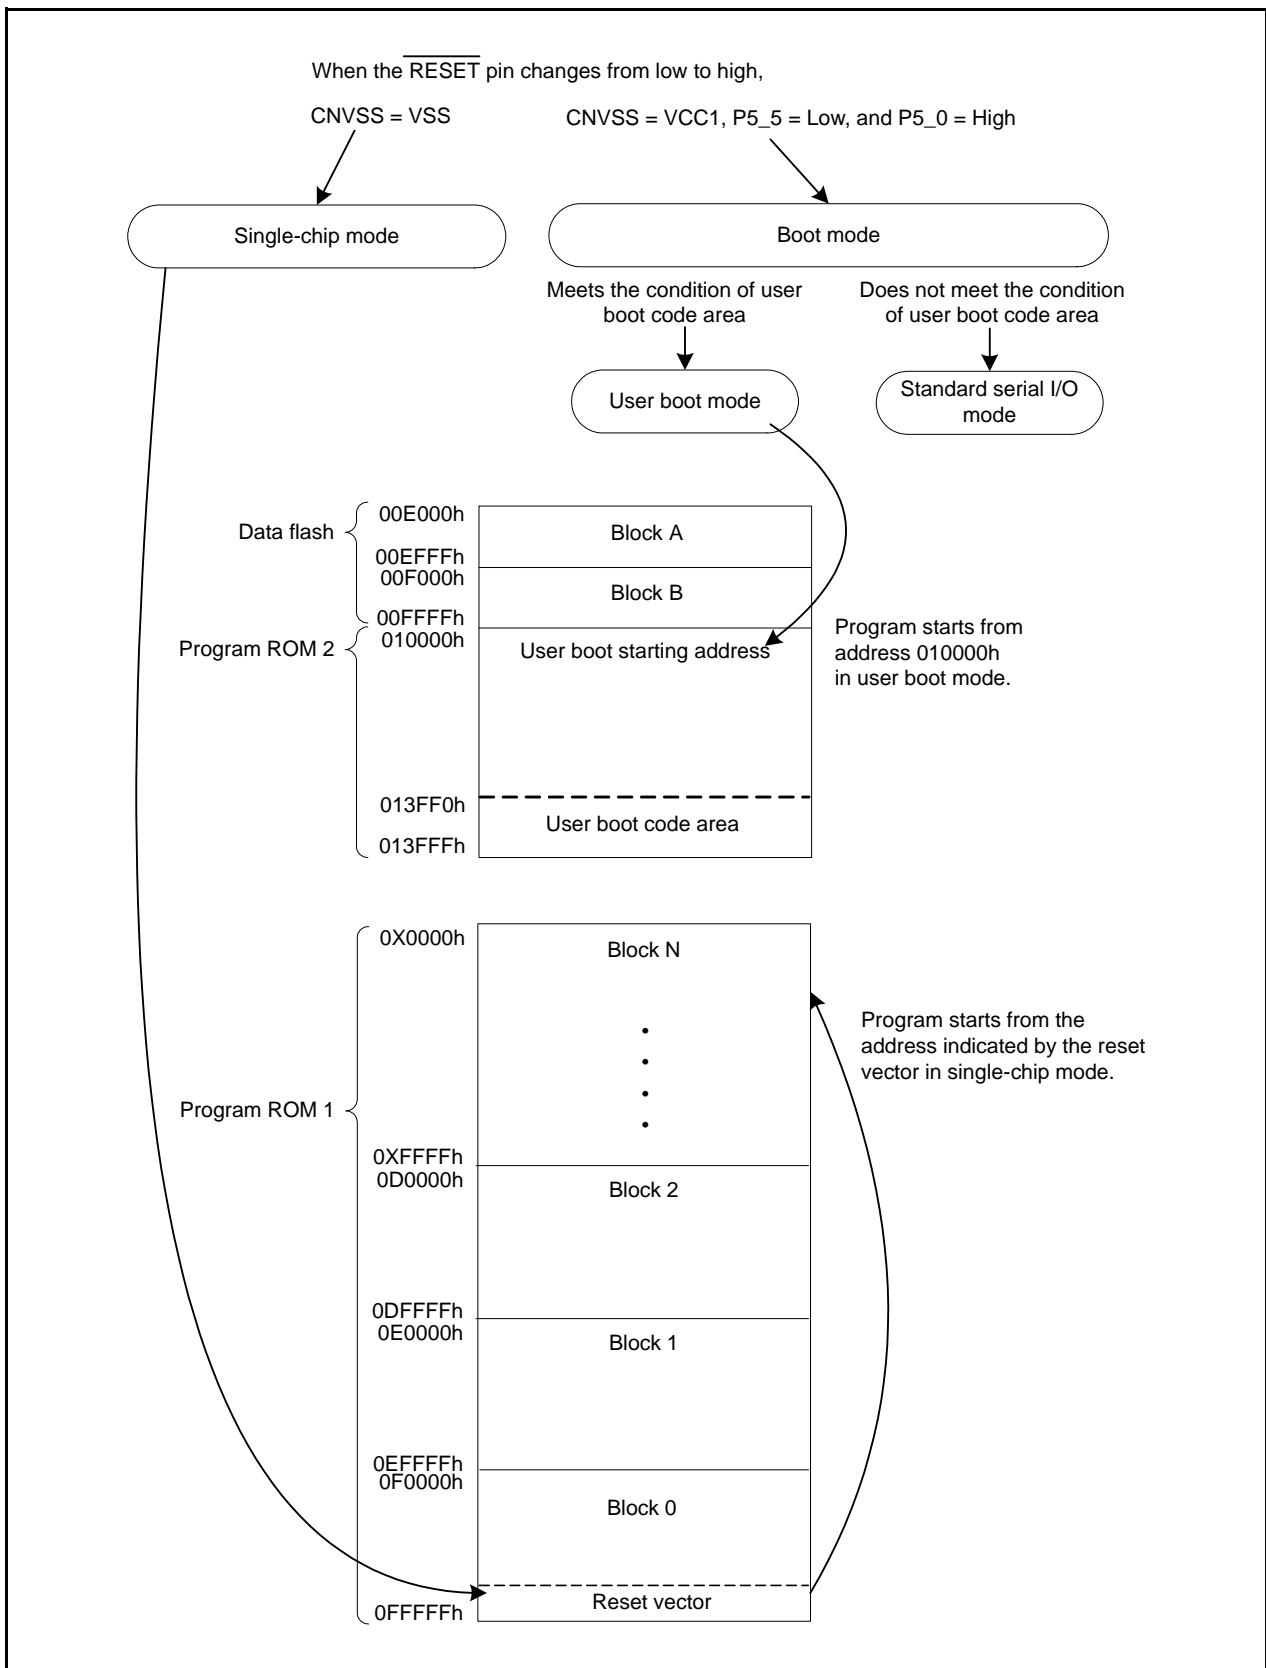 When the RESET pin changes from low to high,
CNVSS = VSS
CNVSS = VCC1, P5_5 = Low, and P5_0 = High
Single-chip mode
Boot mode
Meets the condition of user
boot code area
Does not meet the condition
of user boot code area
User boot mode
Standard serial I/O
mode
Data flash
00E000h
Block A
00EFFFh
00F000h
Block B
00FFFFh
Program ROM 2
010000h
User boot starting address
Program starts from
address 010000h
in user boot mode.
013FF0h
User boot code area
013FFFh
0X0000h
Block N
Program starts from the
address indicated by the reset
vector in single-chip mode.
Program ROM 1
0XFFFFh
0D0000h
Block 2
0DFFFFh
0E0000h
Block 1
0EFFFFh
0F0000h
Block 0
Reset vector
0FFFFFh